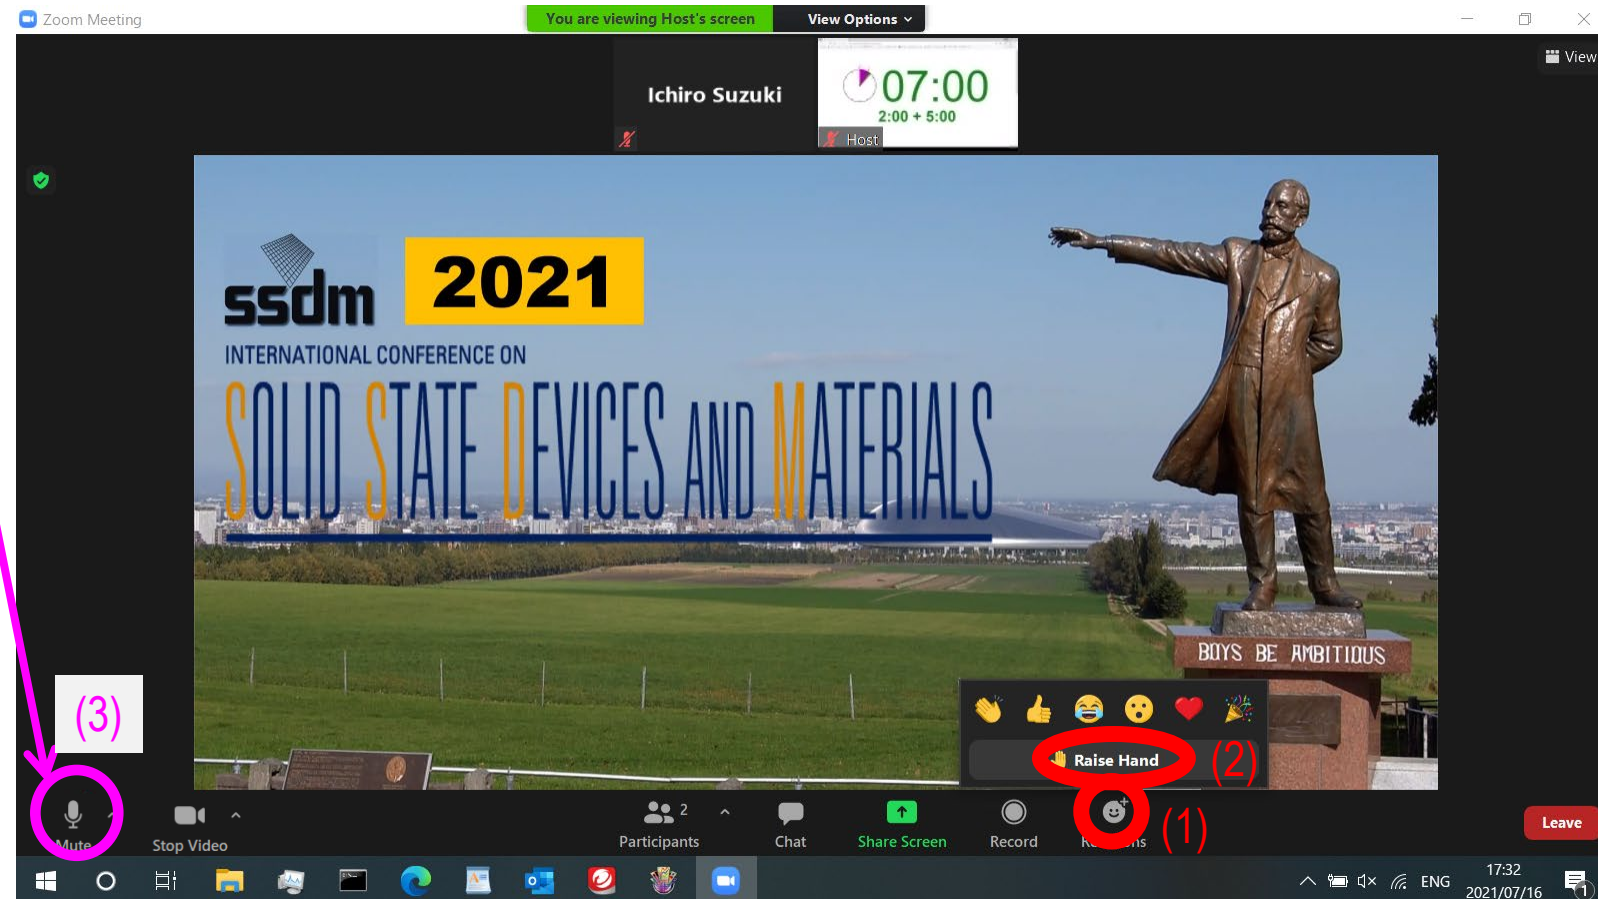 Zoom Meeting
You are viewing Host's screen
View Options
View
Ichiro Suzuki
07:00
2:00 + 5:00
Host
ssdm
2021
INTERNATIONAL CONFERENCE ON
SOLID STATE DEVICES AND MATERIALS
BOYS BE AMBITIOUS
(3)
Raise Hand
(2)
(1)
Mute
Stop Video
2
Participants
Chat
Share Screen
Record
Leave
ENG
17:32
2021/07/16
1